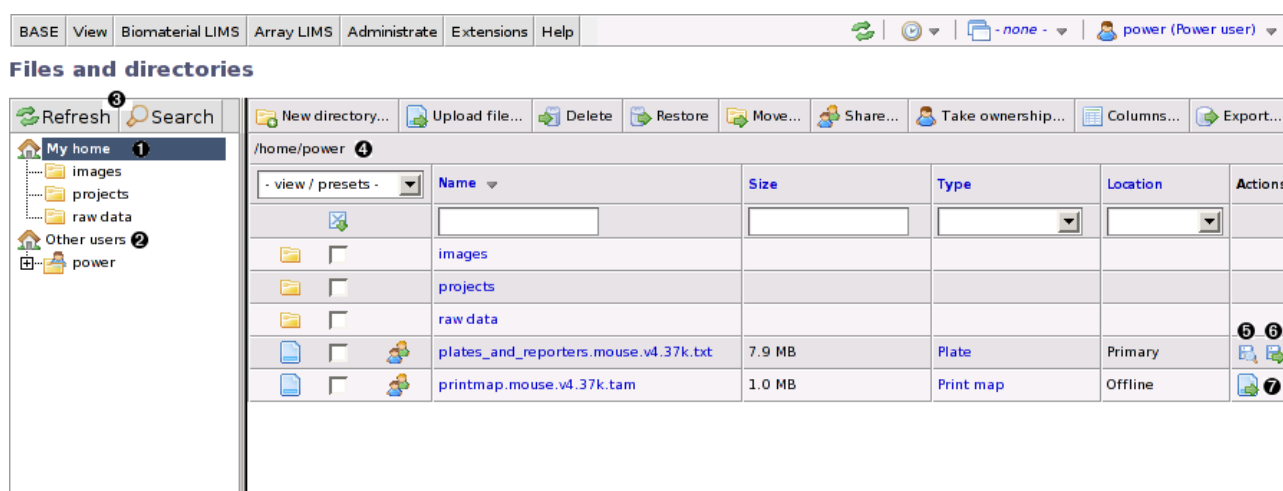 BASE View Biomaterial LIMS Array LIMS Administrate Extensions Help - none - power (Power user)
Files and directories
3
Refresh Search New directory... Upload file... Delete Restore Move... Share... Take ownership... Columns... Export...
My home 1 /home/power 4
images - view / presets - Name Size Type Location Actions
projects
raw data
Other users 2
power images
projects
raw data
5 6
plates_and_reporters.mouse.v4.37k.txt 7.9 MB Plate Primary
printmap.mouse.v4.37k.tam 1.0 MB Print map Offline 7